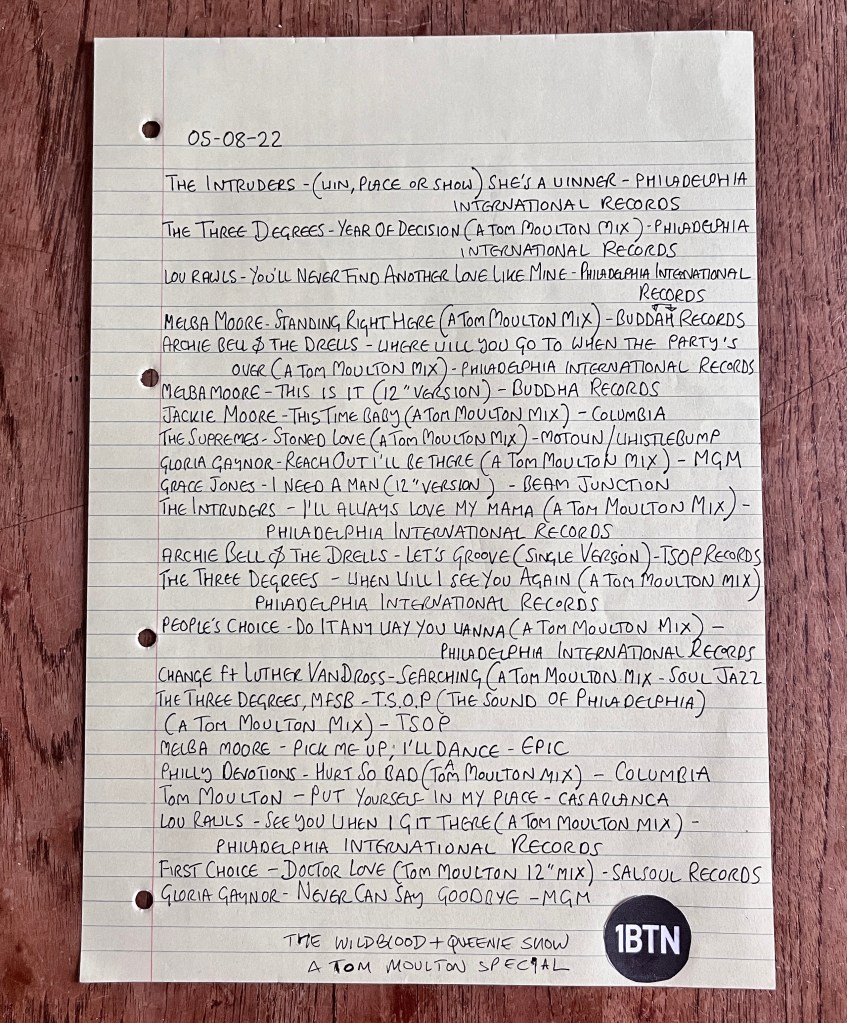 05-08-22
THE INTRUDERS - (WIN, PLACE OR SHOW) SHE'S A WINNER - PHILADELPHIA
INTERNATIONAL RECORDS
THE THREE DEGREES - YEAR OF DECISION (A TOM MOULTON MIX) - PHILADELPHIA
INTERNATIONAL RECORDS
LOU RAWLS - YOU'LL NEVER FIND ANOTHER LOVE LIKE MINE - PHILADELPHIA INTERNATIONAL
RECORDS
MELBA MOORE - STANDING RIGHT HERE (A TOM MOULTON MIX) - BUDDAH RECORDS
ARCHIE BELL & THE DRELLS - WHERE WILL YOU GO TO WHEN THE PARTY'S
OVER (A TOM MOULTON MIX) - PHILADELPHIA INTERNATIONAL RECORDS
MELBA MOORE - THIS IS IT (12" VERSION) - BUDDHA RECORDS
JACKIE MOORE - THIS TIME BABY (A TOM MOULTON MIX) - COLUMBIA
THE SUPREMES - STONED LOVE (A TOM MOULTON MIX) - MOTOWN/WHISTLEBUMP
GLORIA GAYNOR - REACH OUT I'LL BE THERE (A TOM MOULTON MIX) - MGM
GRACE JONES - I NEED A MAN (12" VERSION) - BEAM JUNCTION
THE INTRUDERS - I'LL ALWAYS LOVE MY MAMA (A TOM MOULTON MIX) -
PHILADELPHIA INTERNATIONAL RECORDS
ARCHIE BELL & THE DRELLS - LET'S GROOVE (SINGLE VERSION) - TSOP RECORDS
THE THREE DEGREES - WHEN WILL I SEE YOU AGAIN (A TOM MOULTON MIX)
PHILADELPHIA INTERNATIONAL RECORDS
PEOPLE'S CHOICE - DO IT ANY WAY YOU WANNA (A TOM MOULTON MIX) -
PHILADELPHIA INTERNATIONAL RECORDS
CHANGE ft LUTHER VANDROSS - SEARCHING (A TOM MOULTON MIX - SOUL JAZZ
THE THREE DEGREES, MFSB - T.S.O.P (THE SOUND OF PHILADELPHIA)
(A TOM MOULTON MIX) - TSOP
MELBA MOORE - PICK ME UP, I'LL DANCE - EPIC
PHILLY DEVOTIONS - HURT SO BAD (A TOM MOULTON MIX) - COLUMBIA
TOM MOULTON - PUT YOURSELF IN MY PLACE - CASABLANCA
LOU RAWLS - SEE YOU WHEN I GIT THERE (A TOM MOULTON MIX) -
PHILADELPHIA INTERNATIONAL RECORDS
FIRST CHOICE - DOCTOR LOVE (TOM MOULTON 12" MIX) - SALSOUL RECORDS
GLORIA GAYNOR - NEVER CAN SAY GOODBYE - MGM
THE WILDBLOOD + QUEENIE SHOW
A TOM MOULTON SPECIAL
1BTN